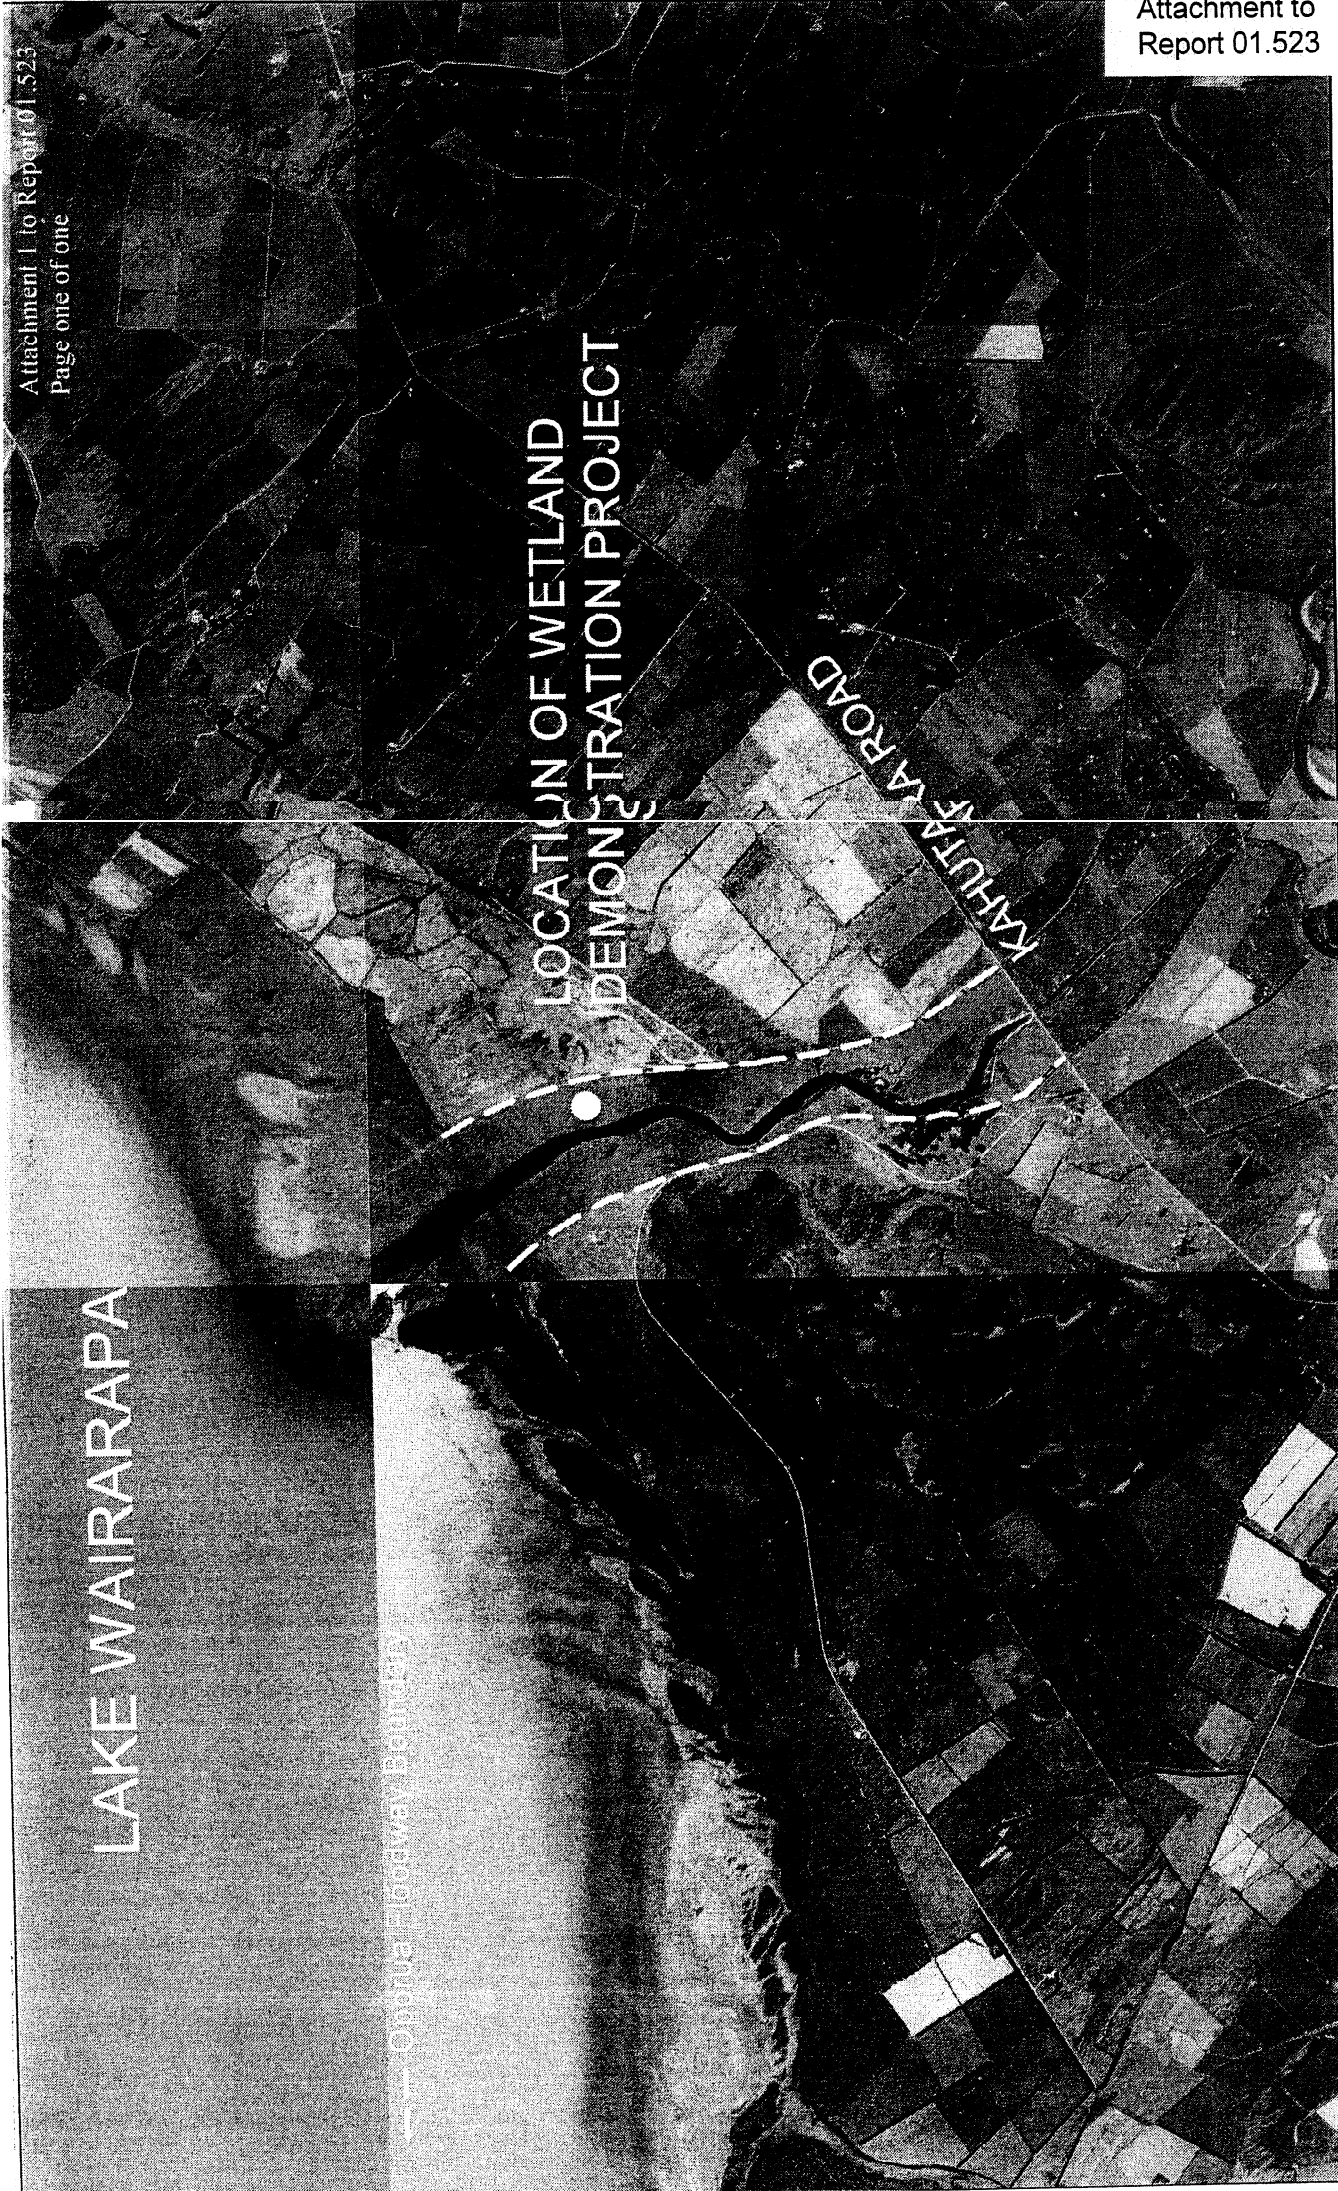 Attachment to
Report 01.523
Attachment 1 to Report 01.523
Page one of one
LOCATION OF WETLAND
DEMONSTRATION PROJECT
KAHUTARA ROAD
LAKE WAIRARAPA
Oporua Floodway Boundary